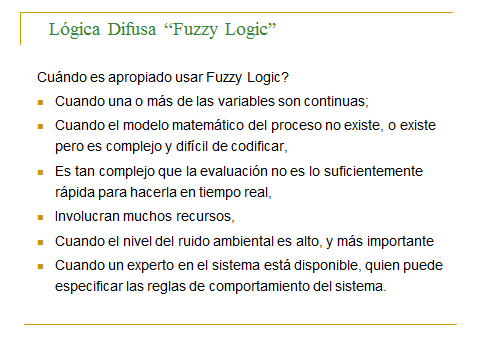 Lógica Difusa “Fuzzy Logic”
Cuándo es apropiado usar Fuzzy Logic?
Cuando una o más de las variables son continuas;
Cuando el modelo matemático del proceso no existe, o existe
pero es complejo y difícil de codificar,
Es tan complejo que la evaluación no es lo suficientemente
rápida para hacerla en tiempo real,
Involucran muchos recursos,
Cuando el nivel del ruido ambiental es alto, y más importante
Cuando un experto en el sistema está disponible, quien puede
especificar las reglas de comportamiento del sistema.